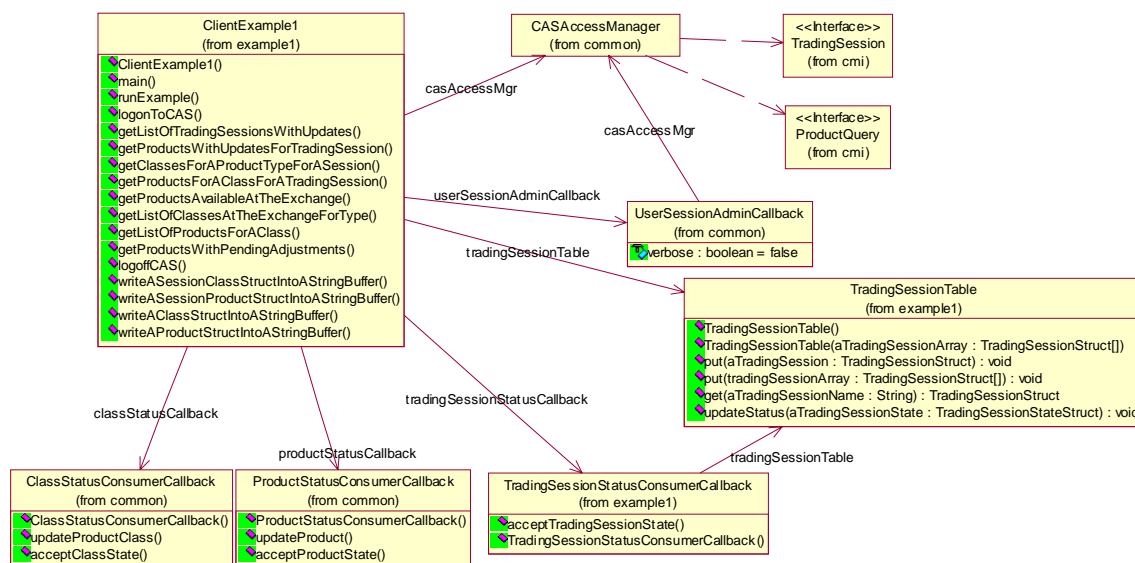 ClientExample1
(from example1)
ClientExample1()
main()
runExample()
logonToCAS()
getListOfTradingSessionsWithUpdates()
getProductsWithUpdatesForTradingSession()
getClassesForAProductTypeForASession()
getProductsForAClassForATradingSession()
getProductsAvailableAtTheExchange()
getListOfClassesAtTheExchangeForType()
getListOfProductsForAClass()
getProductsWithPendingAdjustments()
logoffCAS()
writeASessionClassStructIntoAStringBuffer()
writeASessionProductStructIntoAStringBuffer()
writeAClassStructIntoAStringBuffer()
writeAProductStructIntoAStringBuffer()
casAccessMgr
CASAccessManager
(from common)
<<Interface>>
TradingSession
(from cmi)
<<Interface>>
ProductQuery
(from cmi)
casAccessMgr
userSessionAdminCallback
UserSessionAdminCallback
(from common)
verbose : boolean = false
tradingSessionTable
TradingSessionTable
(from example1)
TradingSessionTable()
TradingSessionTable(aTradingSessionArray : TradingSessionStruct[])
put(aTradingSession : TradingSessionStruct) : void
put(tradingSessionArray : TradingSessionStruct[]) : void
get(aTradingSessionName : String) : TradingSessionStruct
updateStatus(aTradingSessionState : TradingSessionStateStruct) : void
classStatusCallback
productStatusCallback
tradingSessionStatusCallback
tradingSessionTable
ClassStatusConsumerCallback
(from common)
ClassStatusConsumerCallback()
updateProductClass()
acceptClassState()
ProductStatusConsumerCallback
(from common)
ProductStatusConsumerCallback()
updateProduct()
acceptProductState()
TradingSessionStatusConsumerCallback
(from example1)
acceptTradingSessionState()
TradingSessionStatusConsumerCallback()